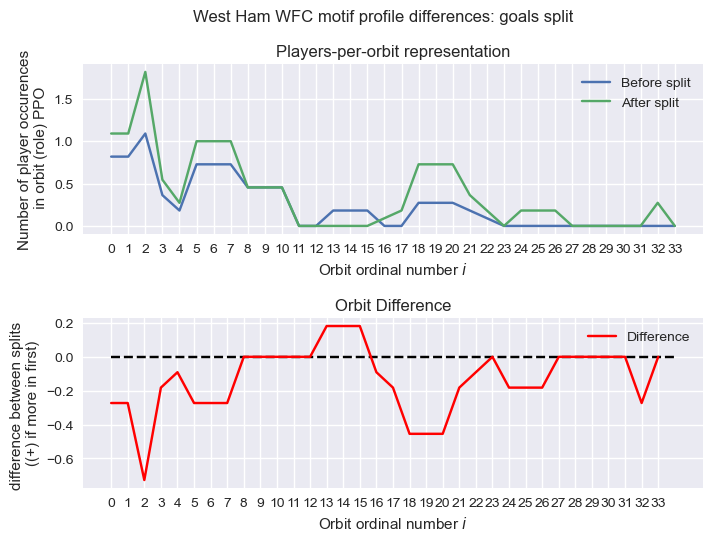 West Ham WFC motif profile differences: goals split
Players-per-orbit representation
Number of player occurences
in orbit (role) PPO
1.5
1.0
0.5
0.0
Before split
After split
0 1 2 3 4 5 6 7 8 9 10 11 12 13 14 15 16 17 18 19 20 21 22 23 24 25 26 27 28 29 30 31 32 33
Orbit ordinal number i
Orbit Difference
difference between splits
((+) if more in first)
0.2
0.0
−0.2
−0.4
−0.6
Difference
0 1 2 3 4 5 6 7 8 9 10 11 12 13 14 15 16 17 18 19 20 21 22 23 24 25 26 27 28 29 30 31 32 33
Orbit ordinal number i